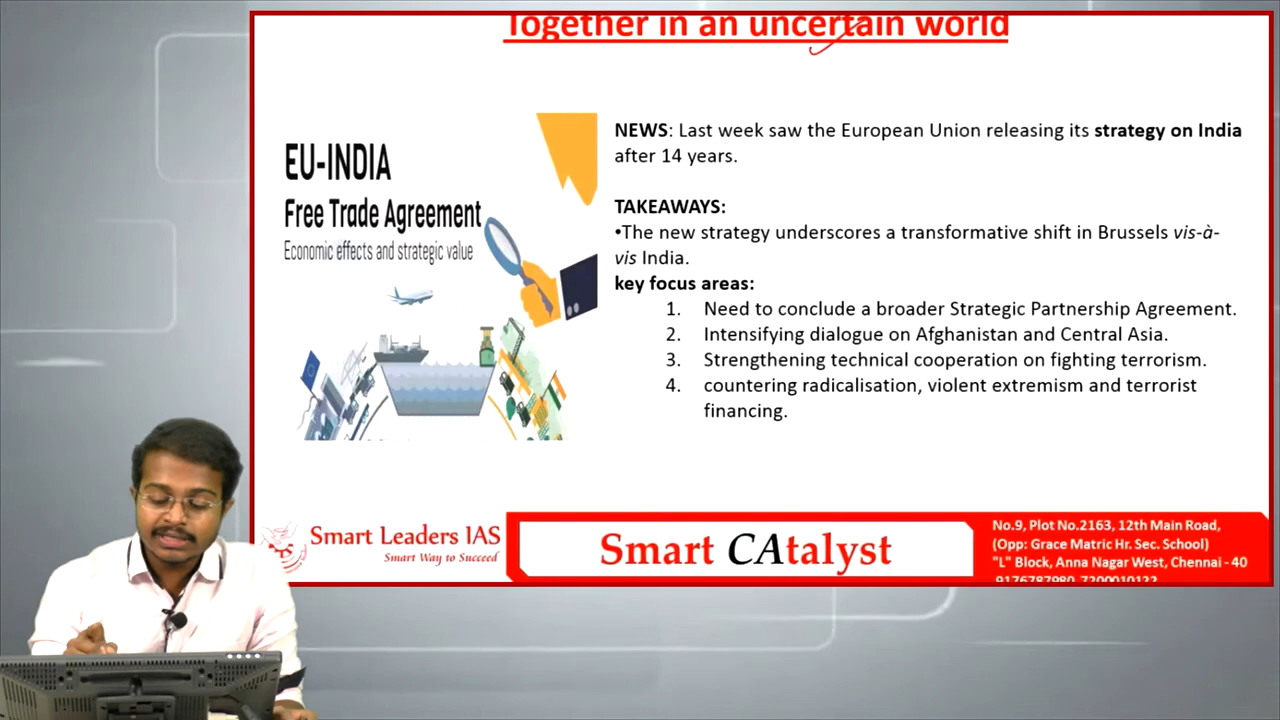 Together in an uncertain world
EU-INDIA
Free Trade Agreement
Economic effects and strategic value
NEWS: Last week saw the European Union releasing its strategy on India
after 14 years.
TAKEAWAYS:
•The new strategy underscores a transformative shift in Brussels vis-à-
vis India.
key focus areas:
1. Need to conclude a broader Strategic Partnership Agreement.
2. Intensifying dialogue on Afghanistan and Central Asia.
3. Strengthening technical cooperation on fighting terrorism.
4. countering radicalisation, violent extremism and terrorist
financing.
Smart Leaders IAS
Smart Way to Succeed
Smart CAtalyst
No.9, Plot No.2163, 12th Main Road,
(Opp: Grace Matric Hr. Sec. School)
"L" Block, Anna Nagar West, Chennai - 40
9176787980, 7200010122